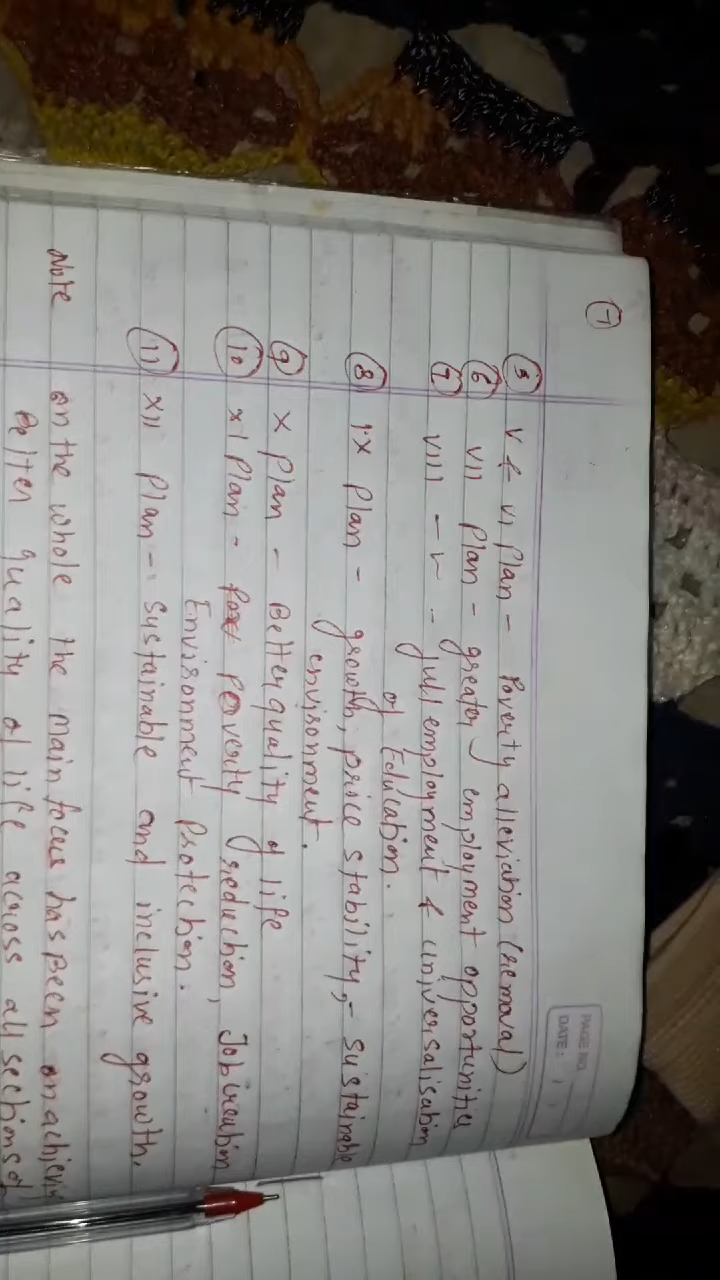 7
PAGE NO.
DATE: / /
5 V & VI Plan - Poverty alleviation (removal)
6 VII Plan - greater employment opportunities
7 VIII - v - full employment & universalisation
of Education.
8 IX Plan - growth, price stability, - sustainable
environment.
9 X Plan - Better quality of life
10 XI Plan - Poverity reduction, Job creation
Environment Protection.
11 XII Plan - Sustainable and inclusive growth.
Note on the whole the main focus has been on achievi
Better quality of life across all sections of